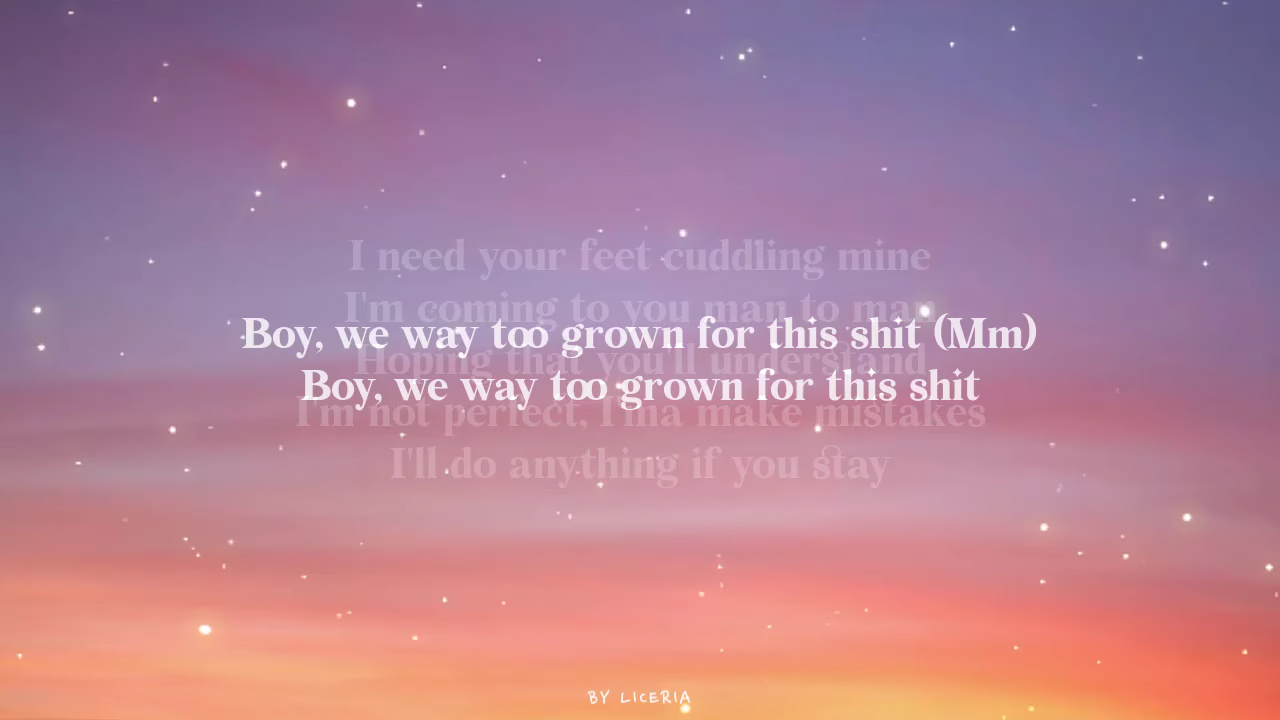 I need your feet cuddling mine
I'm coming to you man to man
Boy, we way too grown for this shit (Mm)
Hoping that you'll understand
Boy, we way too grown for this shit
I'm not perfect, I'ma make mistakes
I'll do anything if you stay
BY LICERIA